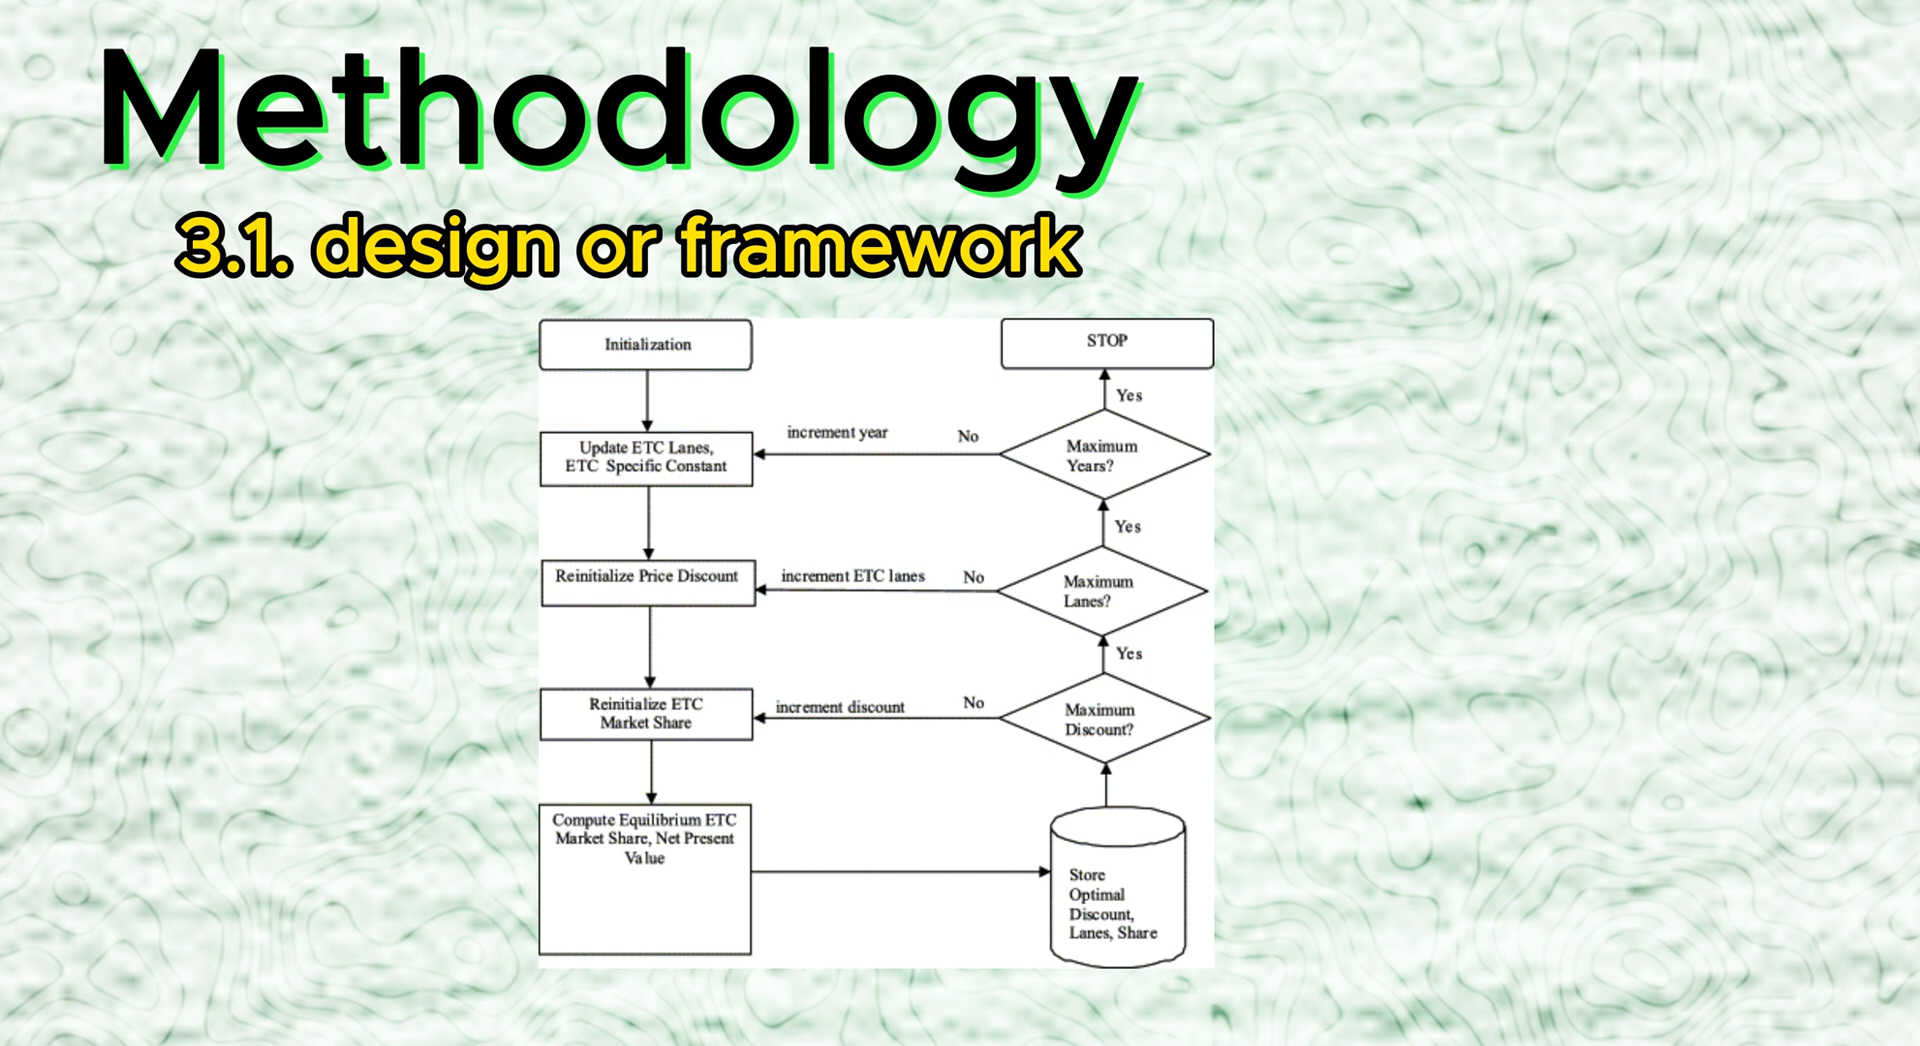 Methodology
3.1. design or framework
Initialization
STOP
Yes
increment year
No
Update ETC Lanes,
ETC Specific Constant
Maximum
Years?
Yes
Reinitialize Price Discount
increment ETC lanes
No
Maximum
Lanes?
Yes
Reinitialize ETC
Market Share
increment discount
No
Maximum
Discount?
Compute Equilibrium ETC
Market Share, Net Present
Value
Store
Optimal
Discount,
Lanes, Share